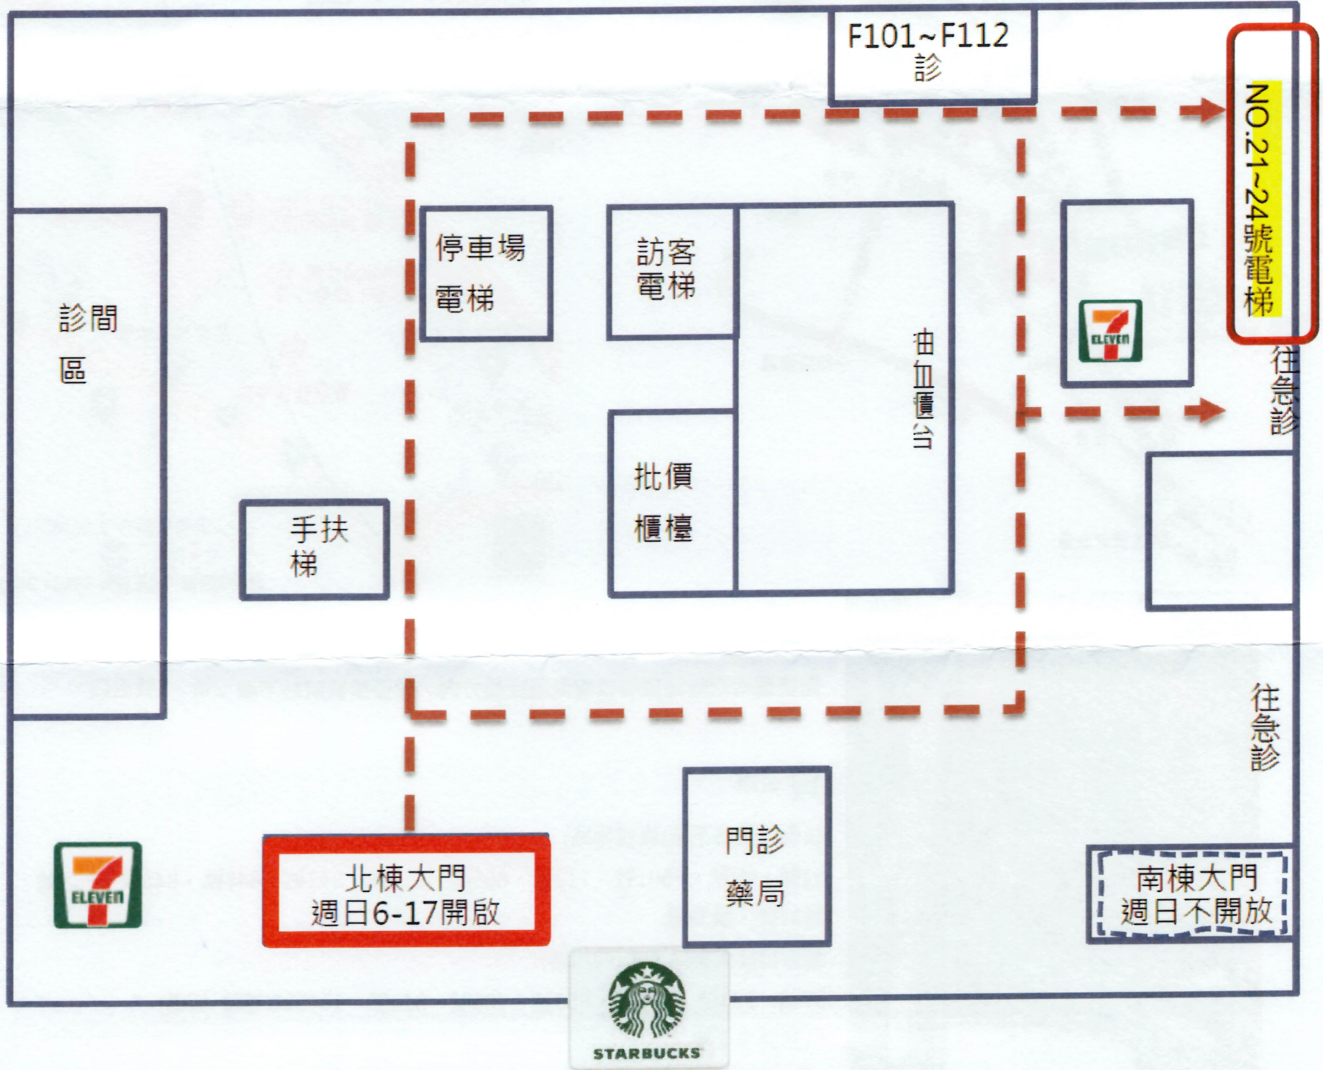 F101~F112
診
NO.21~24號電梯
停車場
電梯
訪客
電梯
診間
區
抽血櫃台
7
ELEVEN
往急診
批價
櫃檯
手扶
梯
往急診
門診
藥局
7
ELEVEN
北棟大門
週日6-17開啟
南棟大門
週日不開放
STARBUCKS